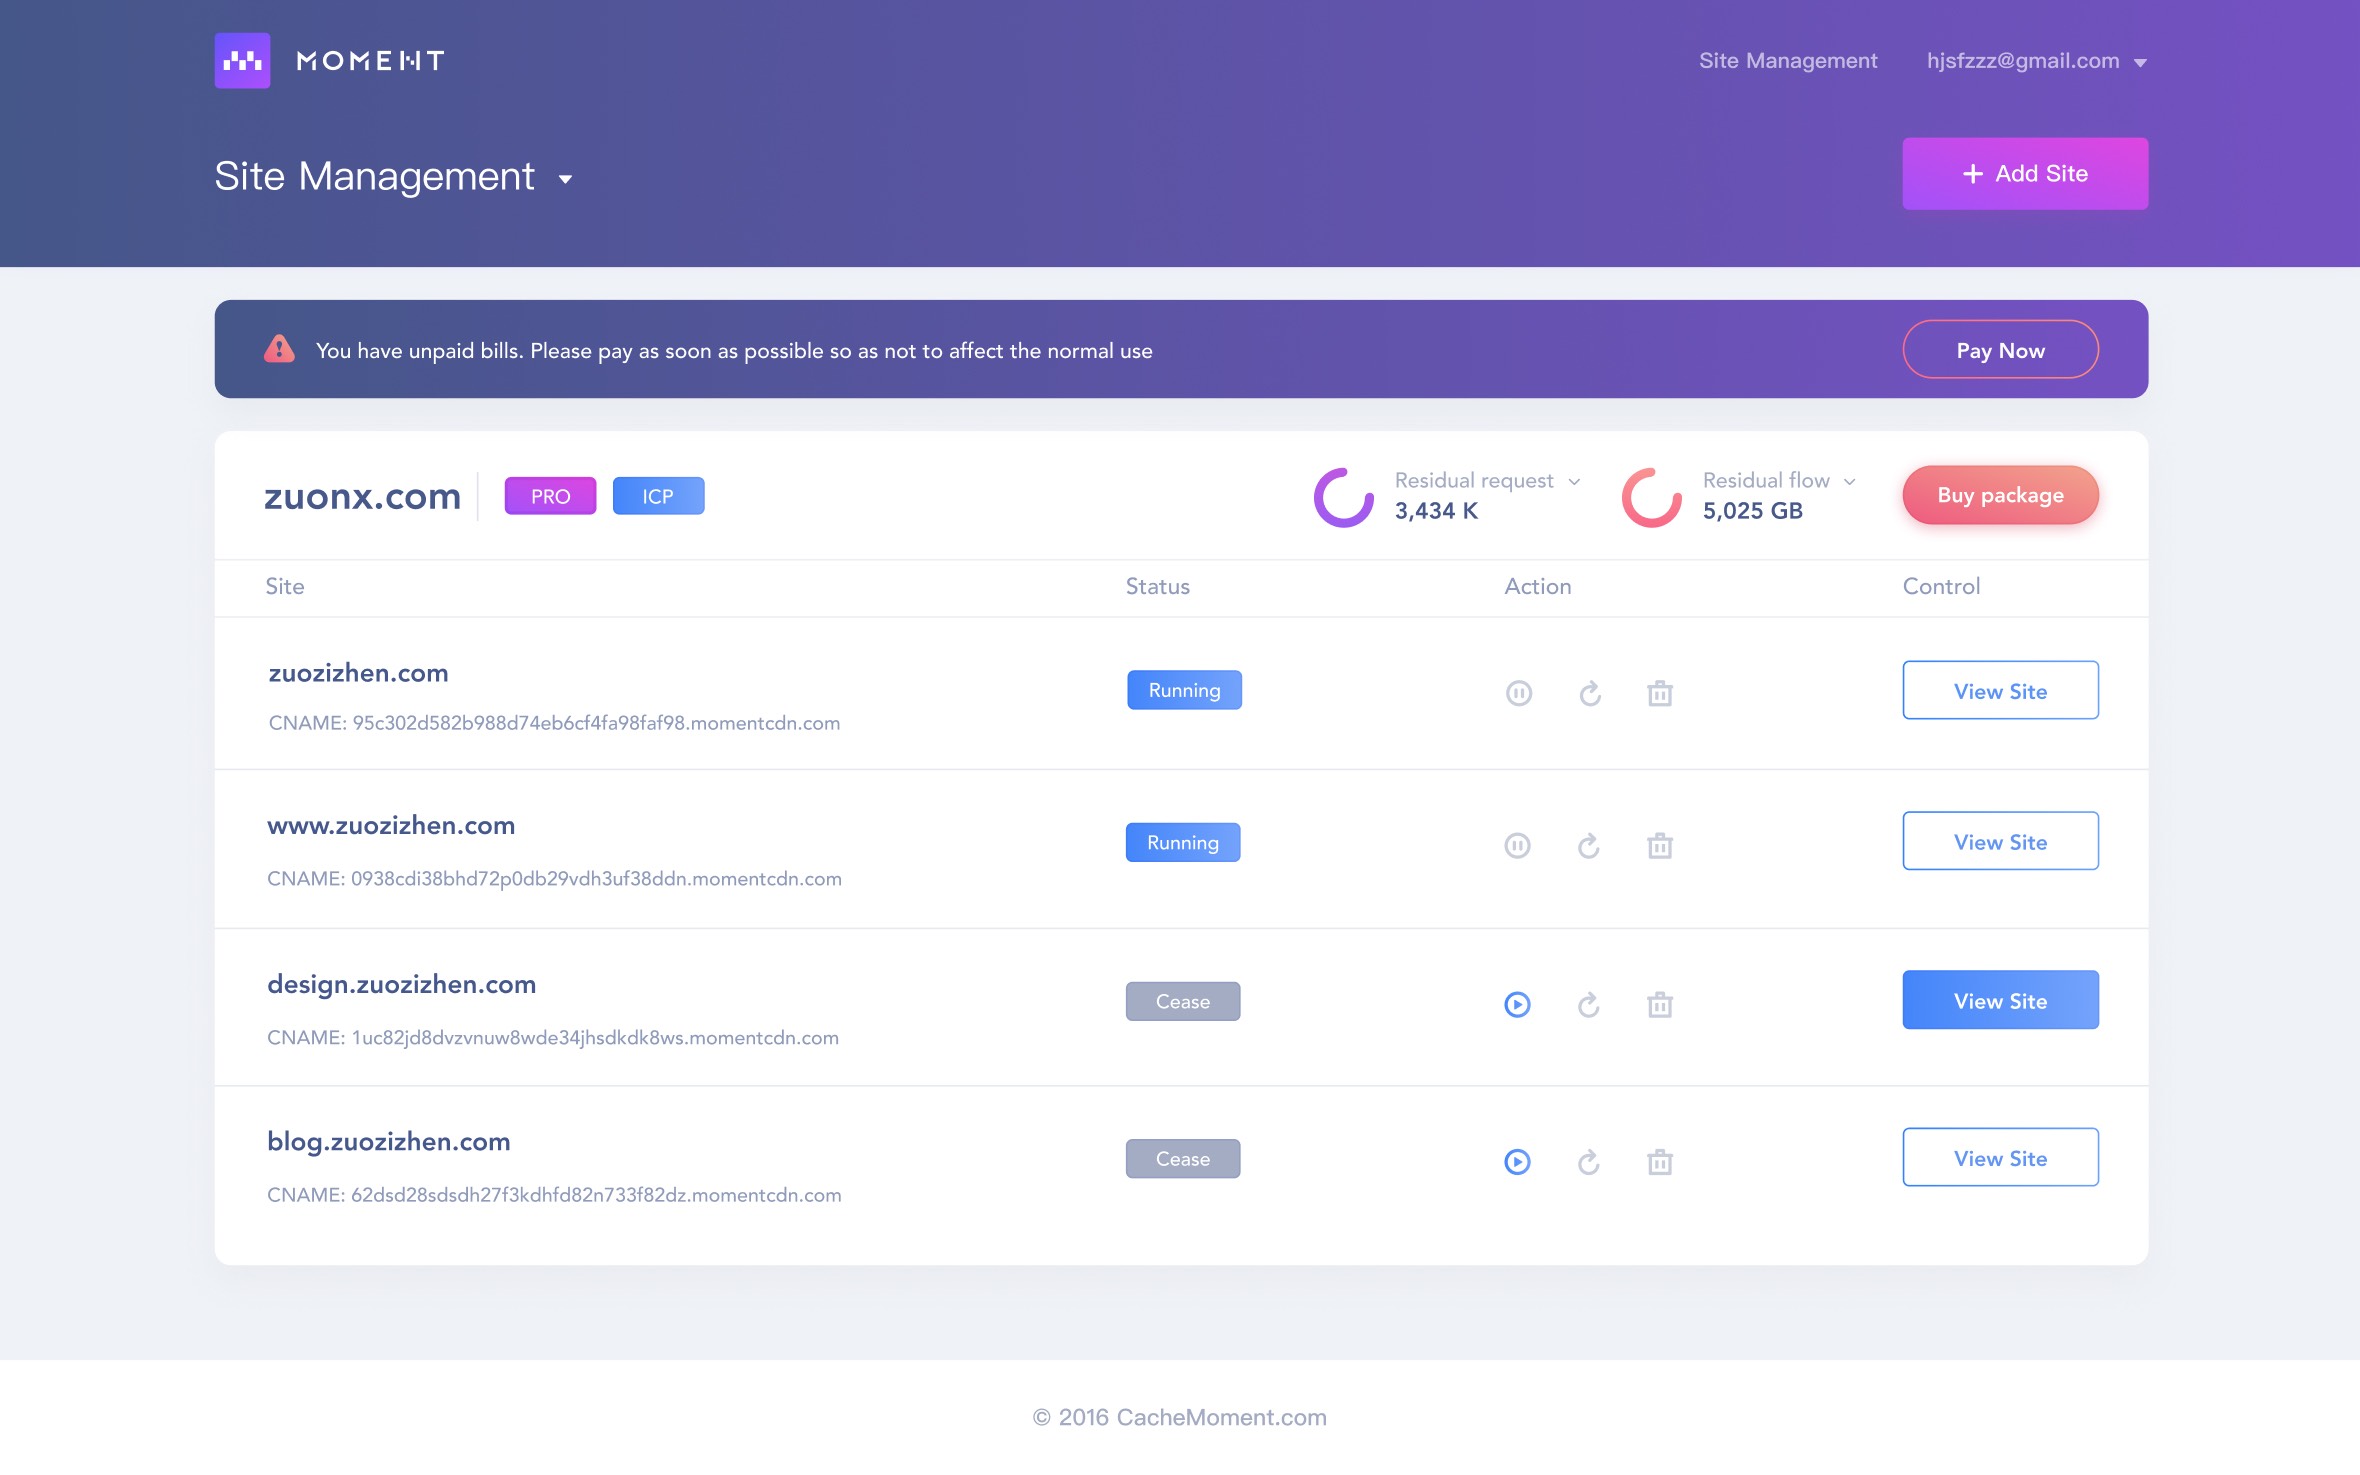 MOMENT
Site Management
hjsfzzz@gmail.com
Site Management
+ Add Site
You have unpaid bills. Please pay as soon as possible so as not to affect the normal use
Pay Now
zuonx.com
PRO
ICP
Residual request
3,434 K
Residual flow
5,025 GB
Buy package
Site
Status
Action
Control
zuozizhen.com
CNAME: 95c302d582b988d74eb6cf4fa98faf98.momentcdn.com
Running
View Site
www.zuozizhen.com
CNAME: 0938cdi38bhd72p0db29vdh3uf38ddn.momentcdn.com
Running
View Site
design.zuozizhen.com
CNAME: 1uc82jd8dvzvnuw8wde34jhsdkdk8ws.momentcdn.com
Cease
View Site
blog.zuozizhen.com
CNAME: 62dsd28sdsdh27f3kdhfd82n733f82dz.momentcdn.com
Cease
View Site
© 2016 CacheMoment.com